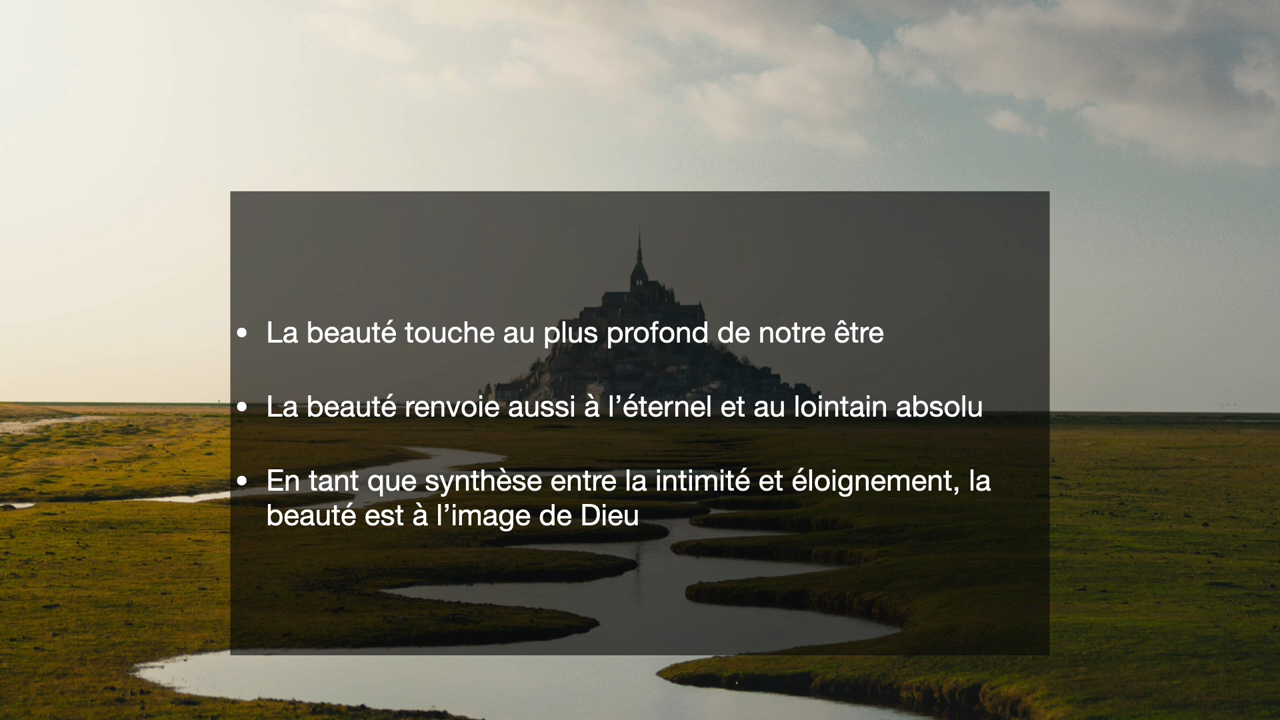 • La beauté touche au plus profond de notre être
• La beauté renvoie aussi à l’éternel et au lointain absolu
• En tant que synthèse entre la intimité et éloignement, la
beauté est à l’image de Dieu